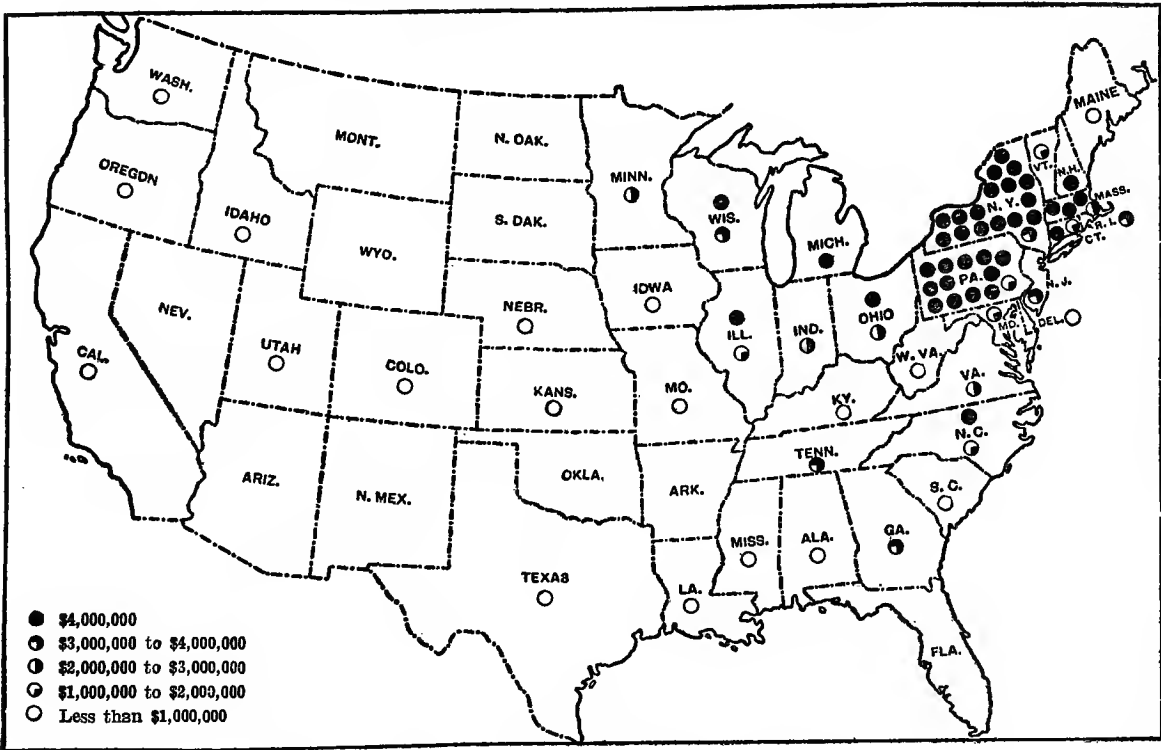 WASH.
MONT.
N. OAK.
MINN.
MAINE
VT.
N.H.
OREGON
IDAHO
S. DAK.
WIS.
MICH.
N. Y.
MASS.
R. I.
CT.
WYO.
NEV.
NEBR.
IOWA
PA.
N. J.
CAL.
UTAH
COLO.
ILL.
IND.
OHIO
MD.
DEL.
W. VA.
VA.
KANS.
MO.
KY.
N. C.
TENN.
ARIZ.
N. MEX.
OKLA.
ARK.
S. C.
MISS.
ALA.
GA.
TEXAS
LA.
FLA.
$4,000,000
$3,000,000 to $4,000,000
$2,000,000 to $3,000,000
$1,000,000 to $2,000,000
Less than $1,000,000